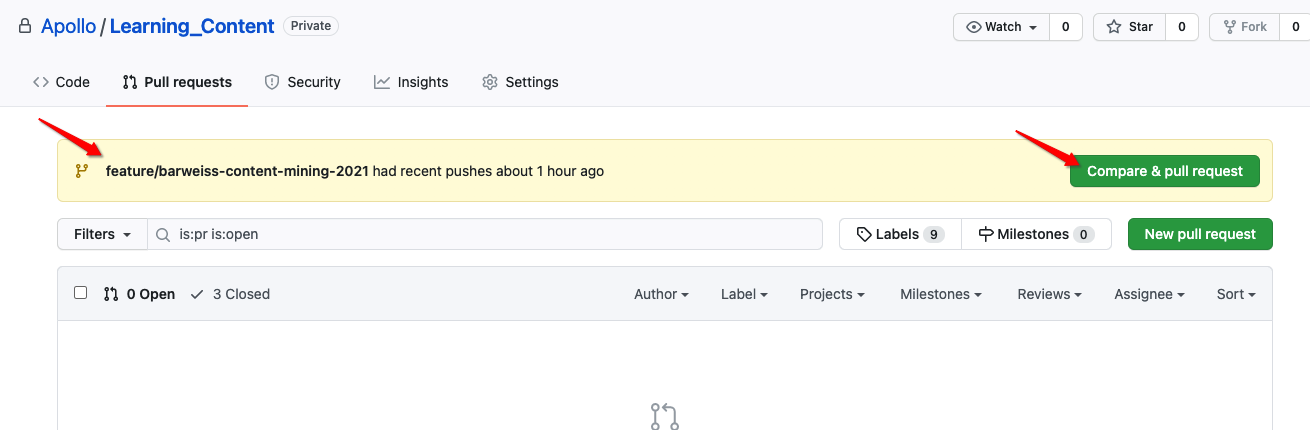 Apollo / Learning_Content Private Watch 0 Star 0 Fork 0
Code Pull requests Security Insights Settings
feature/barweiss-content-mining-2021 had recent pushes about 1 hour ago Compare & pull request
Filters is:pr is:open Labels 9 Milestones 0 New pull request
0 Open 3 Closed Author Label Projects Milestones Reviews Assignee Sort